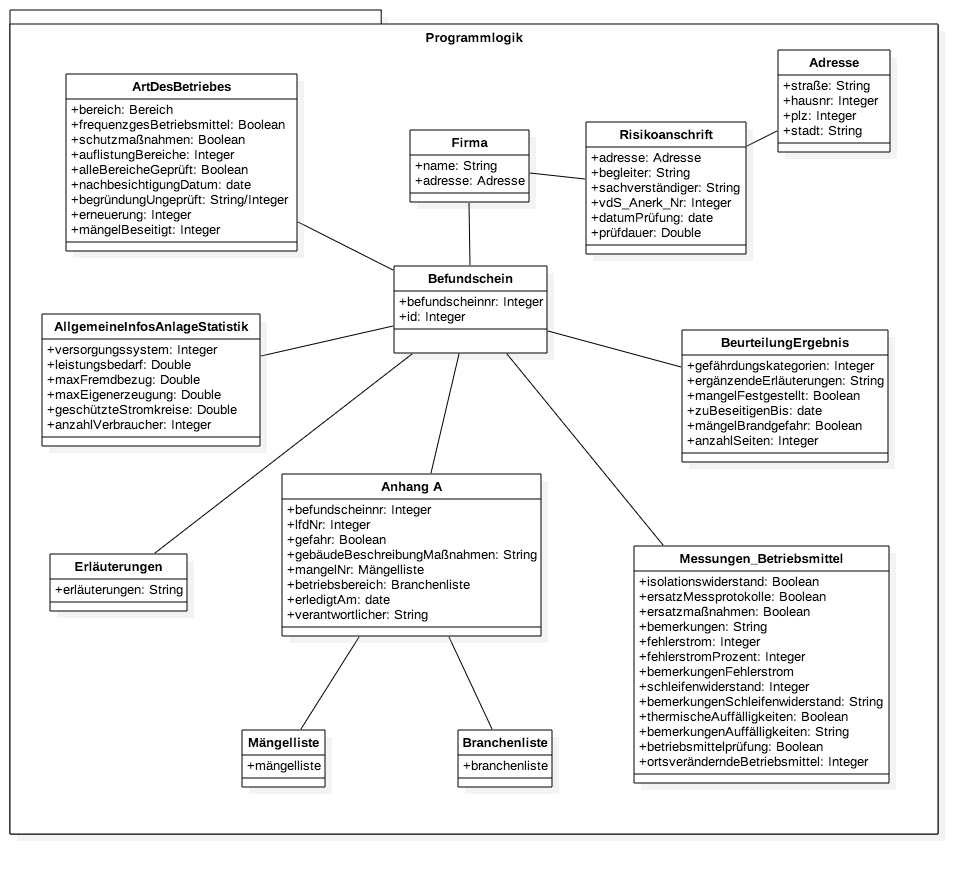 Programmlogik
Adresse
+straße: String
+hausnr: Integer
+plz: Integer
+stadt: String
ArtDesBetriebes
+bereich: Bereich
+frequenzgesBetriebsmittel: Boolean
+schutzmaßnahmen: Boolean
+auflistungBereiche: Integer
+alleBereicheGeprüft: Boolean
+nachbesichtigungDatum: date
+begründungUngeprüft: String/Integer
+erneuerung: Integer
+mängelBeseitigt: Integer
Firma
+name: String
+adresse: Adresse
Risikoanschrift
+adresse: Adresse
+begleiter: String
+sachverständiger: String
+vdS_Anerk_Nr: Integer
+datumPrüfung: date
+prüfdauer: Double
Befundschein
+befundscheinnr: Integer
+id: Integer
AllgemeineInfosAnlageStatistik
+versorgungssystem: Integer
+leistungsbedarf: Double
+maxFremdbezug: Double
+maxEigenerzeugung: Double
+geschützteStromkreise: Double
+anzahlVerbraucher: Integer
BeurteilungErgebnis
+gefährdungskategorien: Integer
+ergänzendeErläuterungen: String
+mangelFestgestellt: Boolean
+zuBeseitigenBis: date
+mängelBrandgefahr: Boolean
+anzahlSeiten: Integer
Anhang A
+befundscheinnr: Integer
+lfdNr: Integer
+gefahr: Boolean
+gebäudeBeschreibungMaßnahmen: String
+mangelNr: Mängelliste
+betriebsbereich: Branchenliste
+erledigtAm: date
+verantwortlicher: String
Erläuterungen
+erläuterungen: String
Messungen_Betriebsmittel
+isolationswiderstand: Boolean
+ersatzMessprotokolle: Boolean
+ersatzmaßnahmen: Boolean
+bemerkungen: String
+fehlerstrom: Integer
+fehlerstromProzent: Integer
+bemerkungenFehlerstrom
+schleifenwiderstand: Integer
+bemerkungenSchleifenwiderstand: String
+thermischeAuffälligkeiten: Boolean
+bemerkungenAuffälligkeiten: String
+betriebsmittelprüfung: Boolean
+ortsveränderndeBetriebsmittel: Integer
Mängelliste
+mängelliste
Branchenliste
+branchenliste